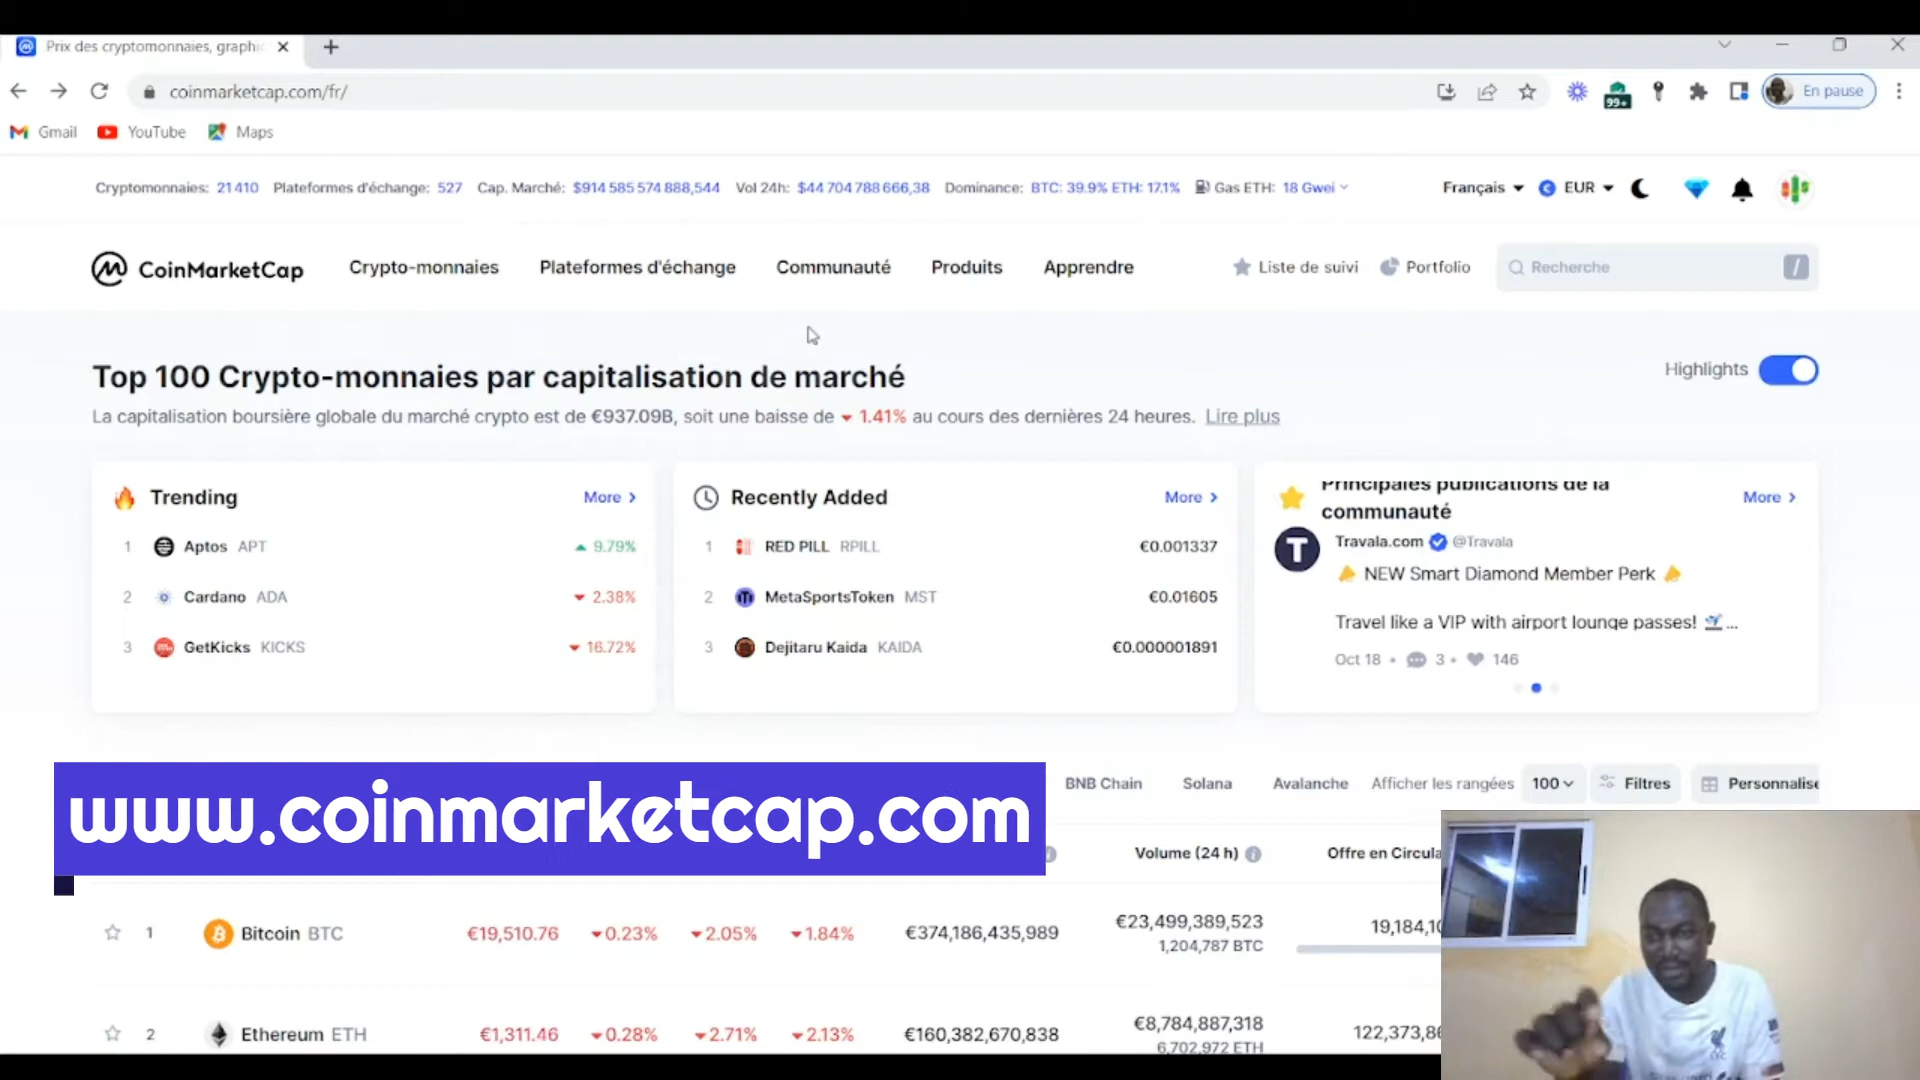 Prix des cryptomonnaies, graphic
coinmarketcap.com/fr/
99+
En pause
Gmail YouTube Maps
Cryptomonnaies: 21 410 Plateformes d'échange: 527 Cap. Marché: $914 585 574 888,544 Vol 24h: $44 704 788 666,38 Dominance: BTC: 39.9% ETH: 17.1% Gas ETH: 18 Gwei
Français EUR
CoinMarketCap Crypto-monnaies Plateformes d'échange Communauté Produits Apprendre Liste de suivi Portfolio Recherche /
Top 100 Crypto-monnaies par capitalisation de marché
Highlights
La capitalisation boursière globale du marché crypto est de €937.09B, soit une baisse de 1.41% au cours des dernières 24 heures. Lire plus
Trending More
1 Aptos APT 9.79%
2 Cardano ADA 2.38%
3 GetKicks KICKS 16.72%
Recently Added More
1 RED PILL RPILL €0.001337
2 MetaSportsToken MST €0.01605
3 Dejitaru Kaida KAIDA €0.000001891
Principales publications de la
communauté
More
Travala.com @Travala
NEW Smart Diamond Member Perk
Travel like a VIP with airport lounge passes! ...
Oct 18 • 3 • 146
www.coinmarketcap.com
BNB Chain Solana Avalanche Afficher les rangées 100 Filtres Personnalise
Volume (24 h) Offre en Circula
1 Bitcoin BTC €19,510.76 0.23% 2.05% 1.84% €374,186,435,989 €23,499,389,523 19,184,10
1,204,787 BTC
2 Ethereum ETH €1,311.46 0.28% 2.71% 2.13% €160,382,670,838 €8,784,887,318 122,373,86
6,702,972 ETH